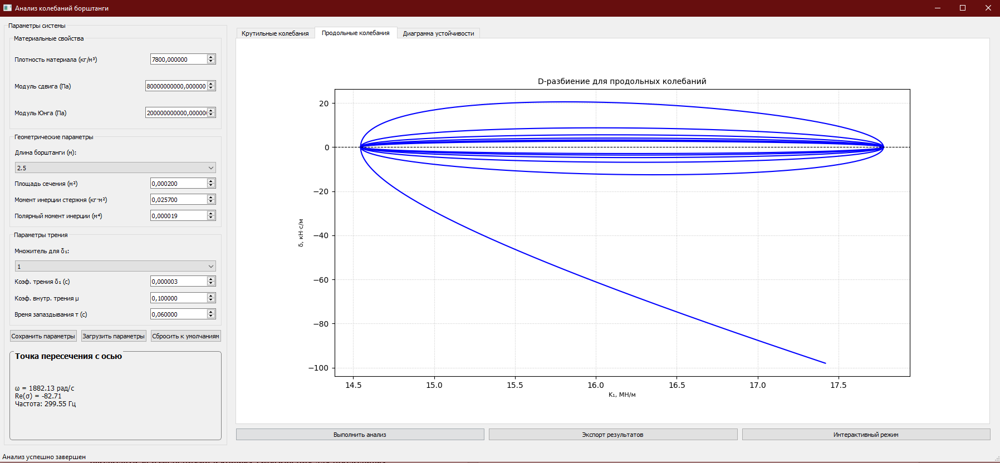 Анализ колебаний борштанги
Параметры системы
Материальные свойства
Плотность материала (кг/м³)
7800,000000
Модуль сдвига (Па)
80000000000,000000
Модуль Юнга (Па)
200000000000,00000
Геометрические параметры
Длина борштанги (м):
2.5
Площадь сечения (м²)
0,000200
Момент инерции стержня (кг·м²)
0,025700
Полярный момент инерции (м⁴)
0,000019
Параметры трения
Множитель для δ₁:
1
Коэф. трения δ₁ (с)
0,000003
Коэф. внутр. трения μ
0,100000
Время запаздывания τ (с)
0,060000
Сохранить параметры
Загрузить параметры
Сбросить к умолчаниям
Точка пересечения с осью
ω = 1882.13 рад/с
Re(σ) = -82.71
Частота: 299.55 Гц
Крутильные колебания
Продольные колебания
Диаграмма устойчивости
D-разбиение для продольных колебаний
20
0
−20
−40
−60
−80
−100
δ, кН·с/м
14.5
15.0
15.5
16.0
16.5
17.0
17.5
K₁, МН/м
Выполнить анализ
Экспорт результатов
Интерактивный режим
Анализ успешно завершен